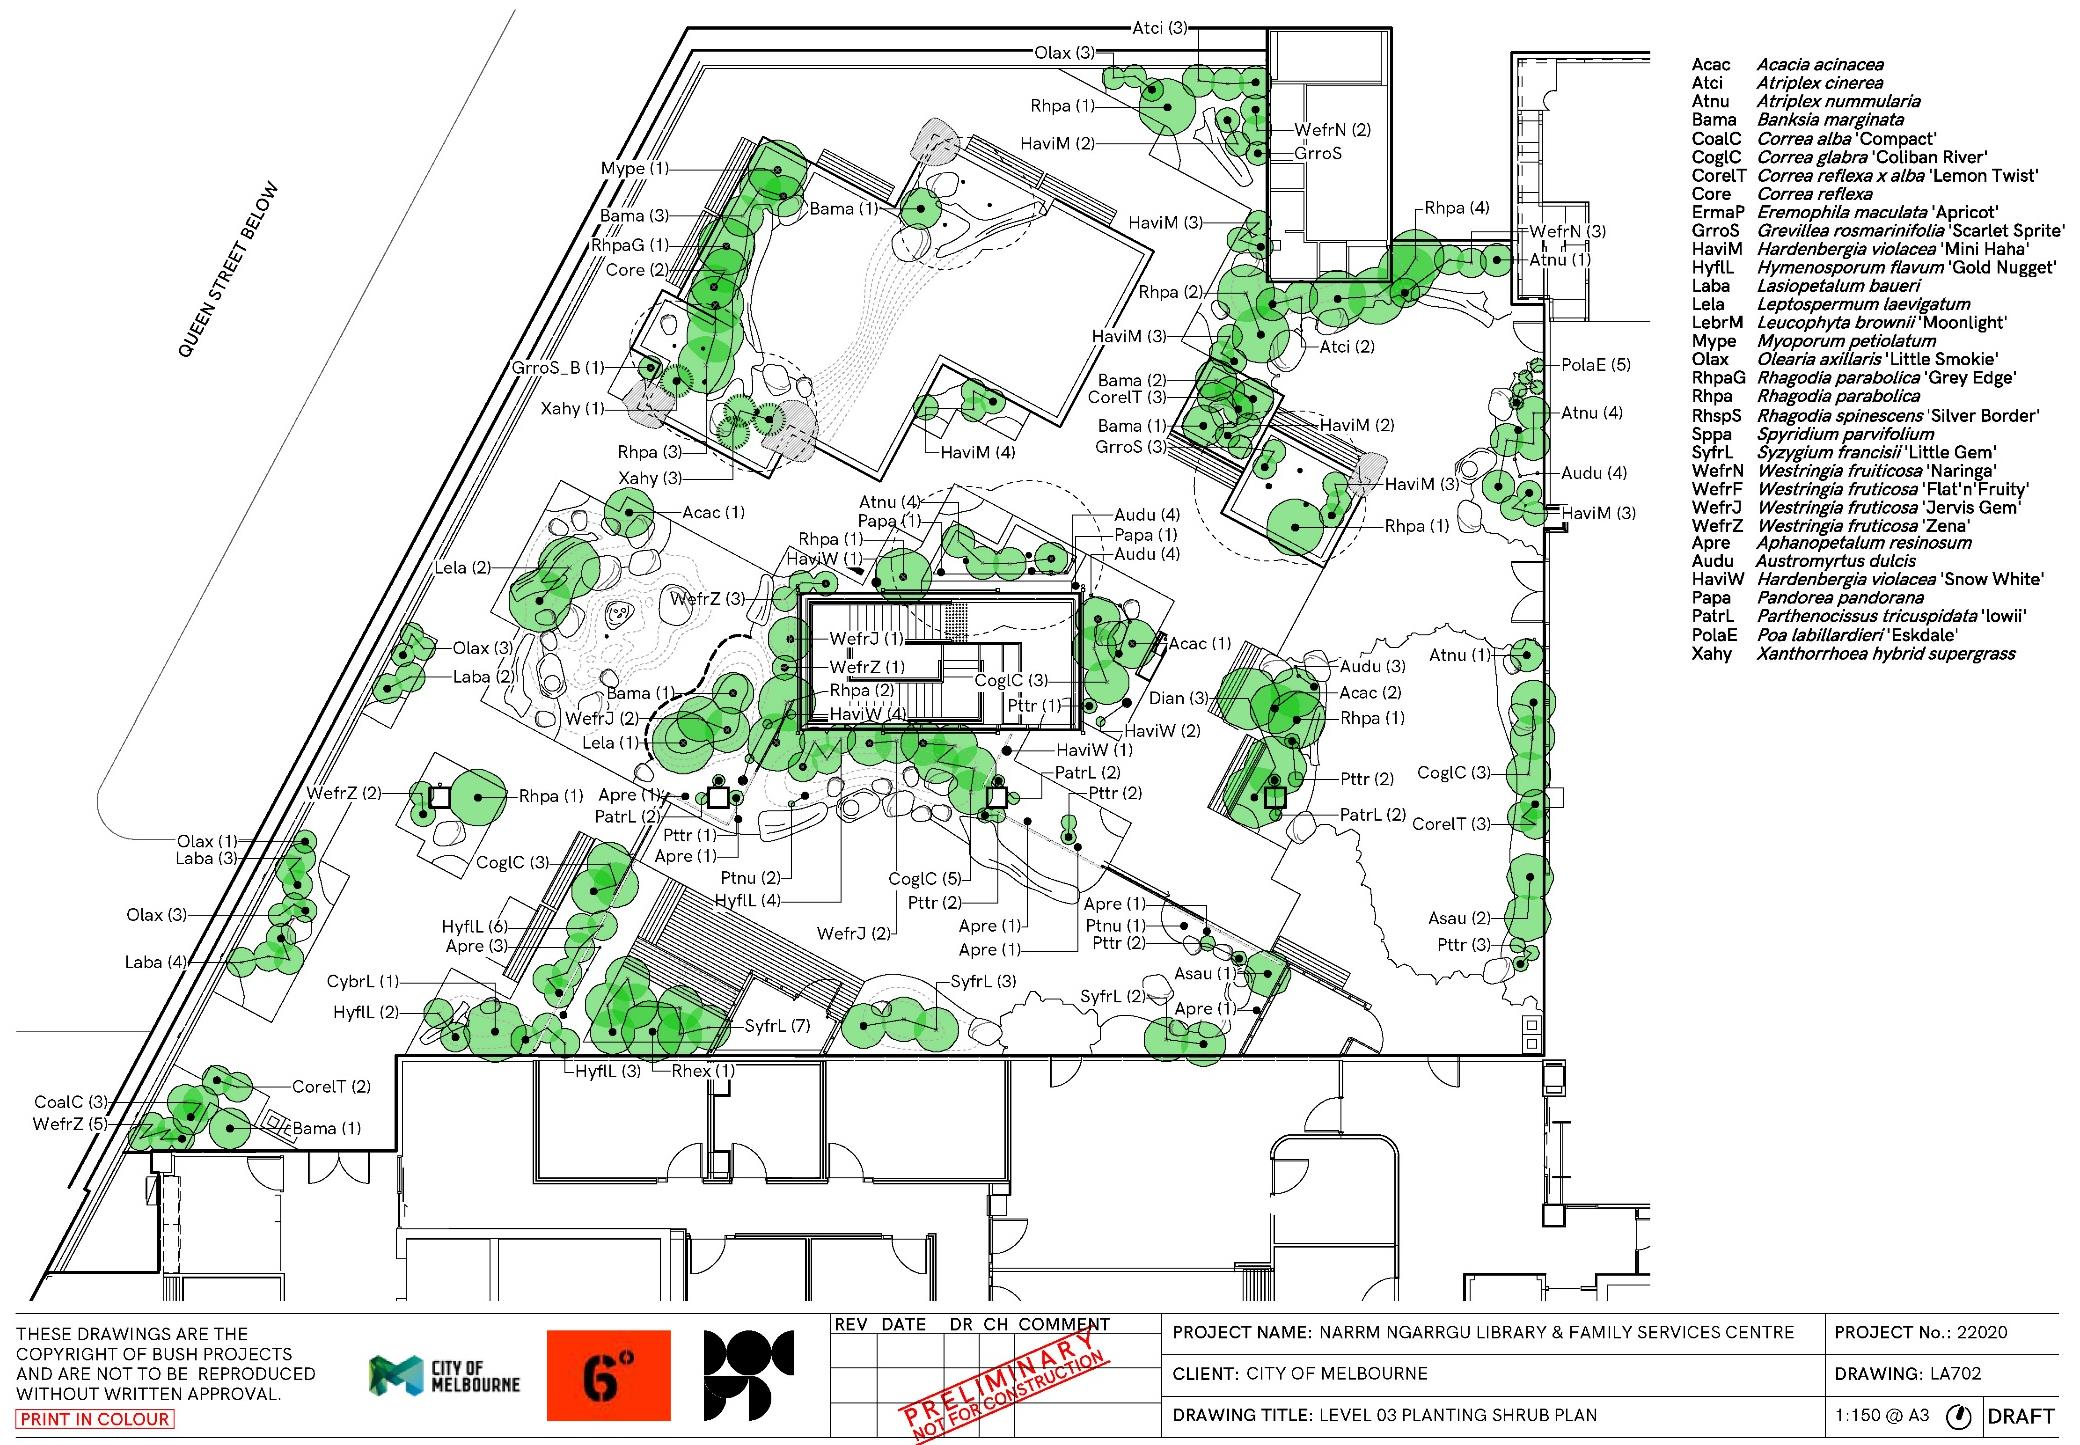 Atci (3)
Olax (3)
Rhpa (1)
HaviM (2)
WefrN (2)
GrroS
Mype (1)
Bama (3)
Bama (1)
RhpaG (1)
Core (2)
HaviM (3)
Rhpa (4)
WefrN (3)
Atnu (1)
Rhpa (2)
HaviM (3)
Atci (2)
GrroS_B (1)
Xahy (1)
Rhpa (3)
Xahy (3)
HaviM (4)
Bama (2)
CorelT (3)
Bama (1)
GrroS (3)
HaviM (2)
PolaE (5)
Atnu (4)
Audu (4)
HaviM (3)
HaviM (3)
Rhpa (1)
QUEEN STREET BELOW
Acac (1)
Lela (2)
Atnu (4)
Papa (1)
Rhpa (1)
HaviW (1)
Audu (4)
Papa (1)
Audu (4)
WefrZ (3)
WefrJ (1)
WefrZ (1)
Rhpa (2)
HaviW (4)
Bama (1)
WefrJ (2)
Lela (1)
CoglC (3)
Acac (1)
Pttr (1)
HaviW (2)
HaviW (1)
PatrL (2)
Pttr (2)
Olax (3)
Laba (2)
Audu (3)
Acac (2)
Dian (3)
Rhpa (1)
Pttr (2)
PatrL (2)
Atnu (1)
CoglC (3)
CorelT (3)
Asau (2)
Pttr (3)
WefrZ (2)
Rhpa (1)
Apre (1)
PatrL (2)
Pttr (1)
Apre (1)
Ptnu (2)
HyflL (4)
CoglC (5)
Pttr (2)
WefrJ (2)
Apre (1)
Apre (1)
Apre (1)
Ptnu (1)
Pttr (2)
Asau (1)
SyfrL (2)
Apre (1)
Olax (1)
Laba (3)
Olax (3)
Laba (4)
CoglC (3)
HyflL (6)
Apre (3)
CybrL (1)
HyflL (2)
SyfrL (3)
SyfrL (7)
HyflL (3)
Rhex (1)
CorelT (2)
CoalC (3)
WefrZ (5)
Bama (1)
Acac Acacia acinacea
Atci Atriplex cinerea
Atnu Atriplex nummularia
Bama Banksia marginata
CoalC Correa alba 'Compact'
CoglC Correa glabra 'Coliban River'
CorelT Correa reflexa x alba 'Lemon Twist'
Core Correa reflexa
ErmaP Eremophila maculata 'Apricot'
GrroS Grevillea rosmarinifolia 'Scarlet Sprite'
HaviM Hardenbergia violacea 'Mini Haha'
HyflL Hymenosporum flavum 'Gold Nugget'
Laba Lasiopetalum baueri
Lela Leptospermum laevigatum
LebrM Leucophyta brownii 'Moonlight'
Mype Myoporum petiolatum
Olax Olearia axillaris 'Little Smokie'
RhpaG Rhagodia parabolica 'Grey Edge'
Rhpa Rhagodia parabolica
RhspS Rhagodia spinescens 'Silver Border'
Sppa Spyridium parvifolium
SyfrL Syzygium francisii 'Little Gem'
WefrN Westringia fruiticosa 'Naringa'
WefrF Westringia fruticosa 'Flat'n'Fruity'
WefrJ Westringia fruticosa 'Jervis Gem'
WefrZ Westringia fruticosa 'Zena'
Apre Aphanopetalum resinosum
Audu Austromyrtus dulcis
HaviW Hardenbergia violacea 'Snow White'
Papa Pandorea pandorana
PatrL Parthenocissus tricuspidata 'lowii'
PolaE Poa labillardieri 'Eskdale'
Xahy Xanthorrhoea hybrid supergrass
THESE DRAWINGS ARE THE
COPYRIGHT OF BUSH PROJECTS
AND ARE NOT TO BE REPRODUCED
WITHOUT WRITTEN APPROVAL.
PRINT IN COLOUR
CITY OF
MELBOURNE
6°
REV DATE DR CH COMMENT
PRELIMINARY
NOT FOR CONSTRUCTION
PROJECT NAME: NARRM NGARRGU LIBRARY & FAMILY SERVICES CENTRE
CLIENT: CITY OF MELBOURNE
DRAWING TITLE: LEVEL 03 PLANTING SHRUB PLAN
PROJECT No.: 22020
DRAWING: LA702
1:150 @ A3 DRAFT